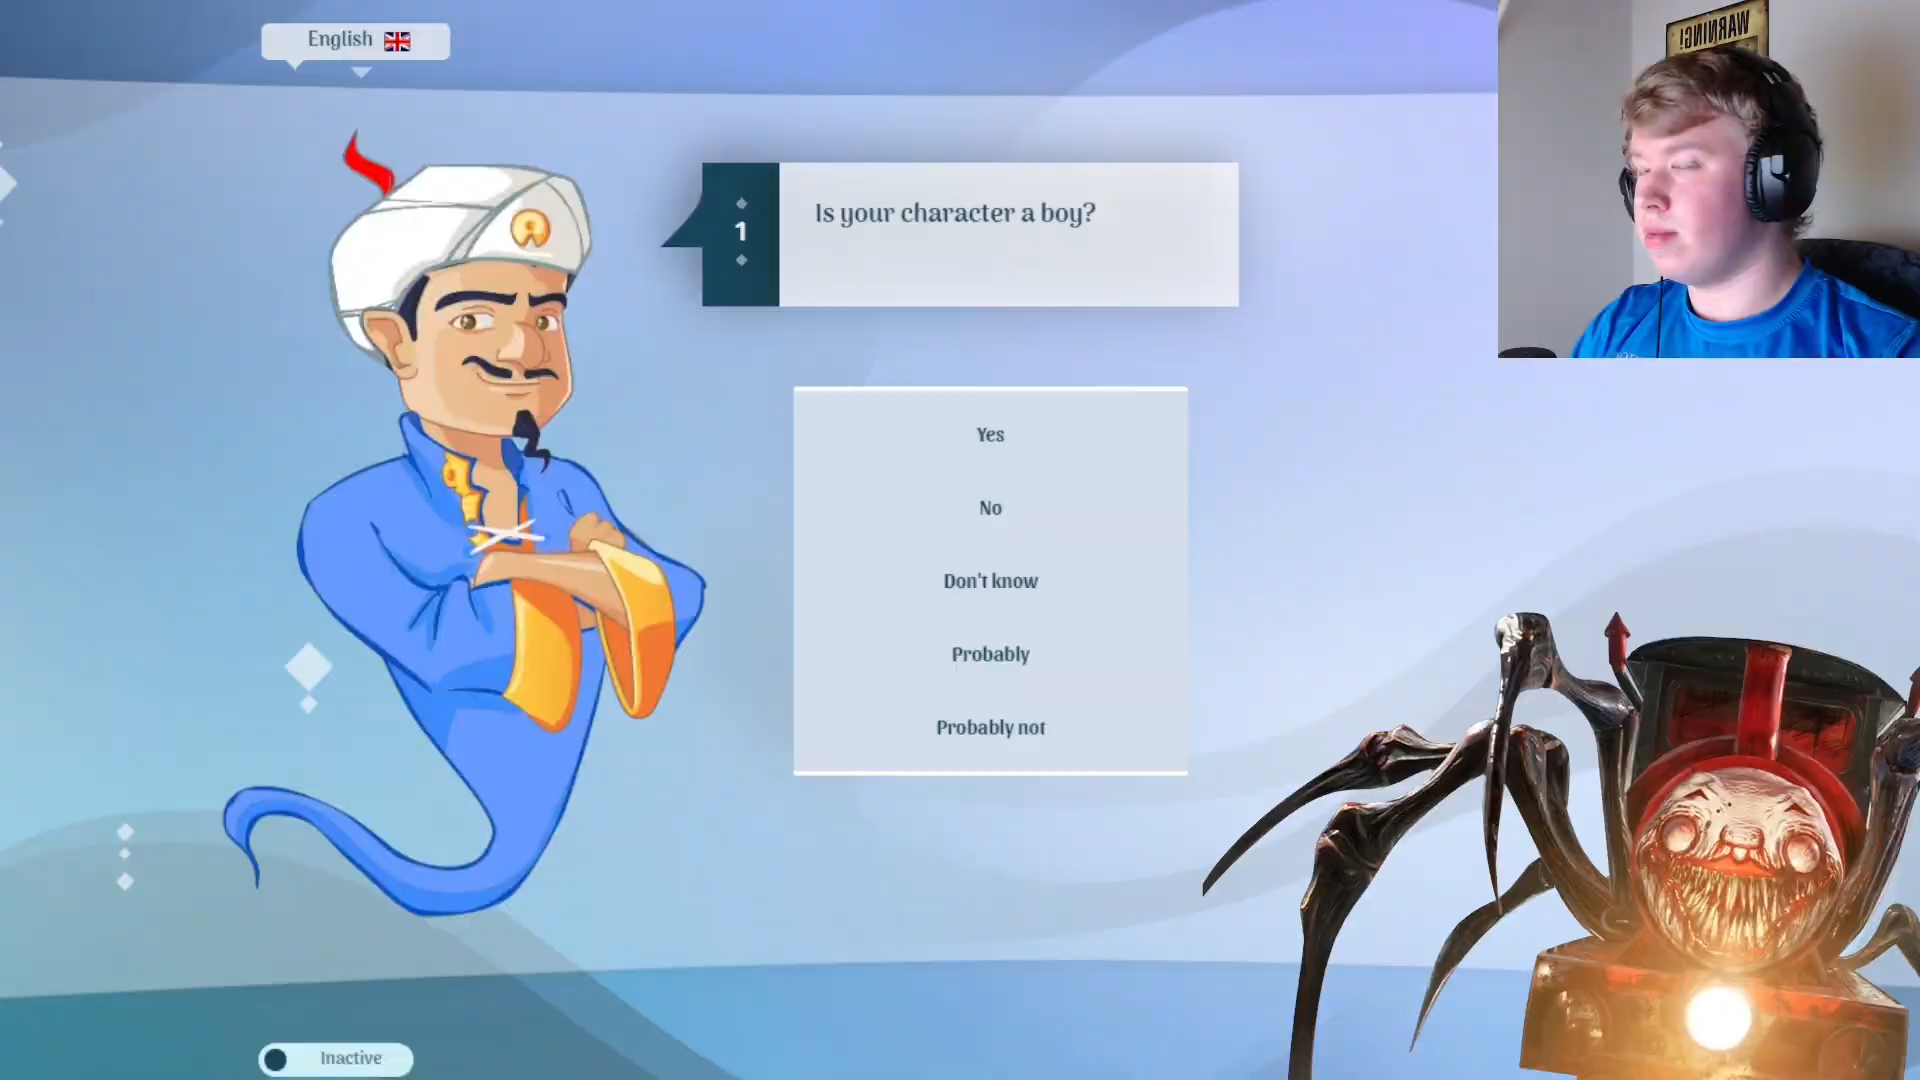 English
WARNING!
1
Is your character a boy?
Yes
No
Don't know
Probably
Probably not
Inactive